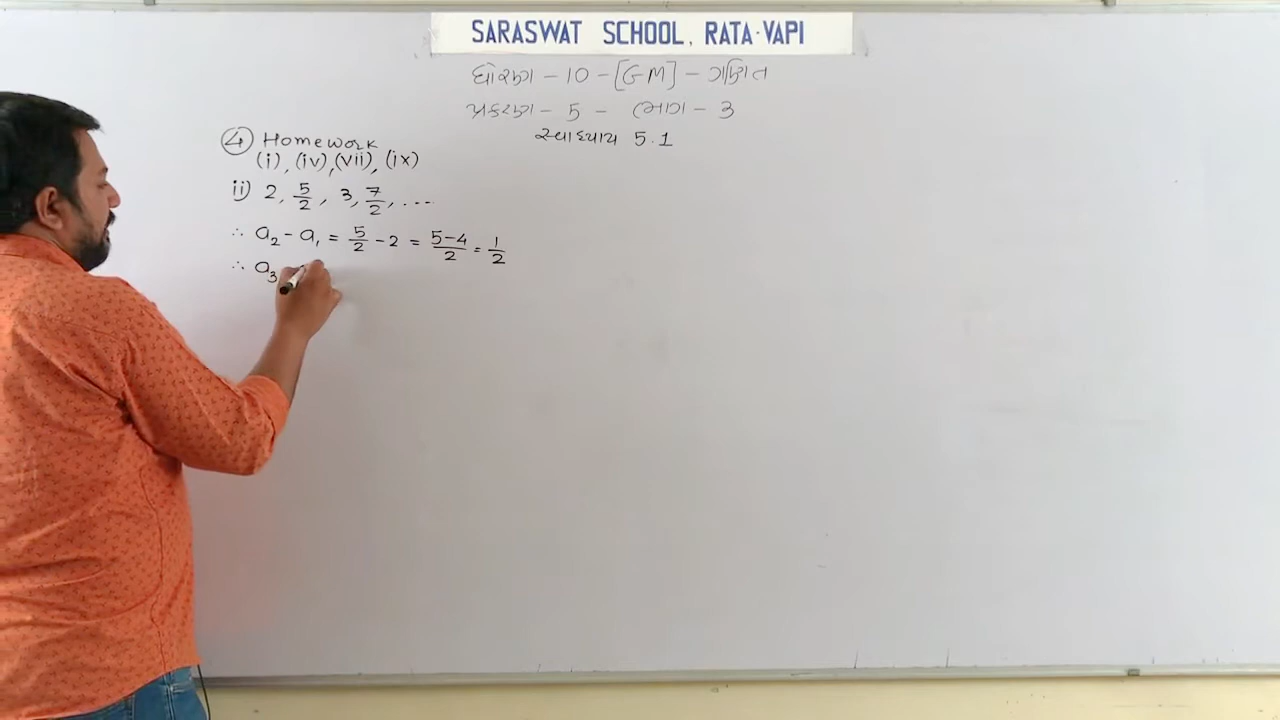 SARASWAT SCHOOL, RATA-VAPI
ધોરણ - 10 - [GM] - ગણિત
પ્રકરણ - 5 - ભાગ - 3
સ્વાધ્યાય 5.1
④ Homework
(i), (iv), (vii), (ix)
ii) 2, 5/2, 3, 7/2, ....
∴ a₂ - a₁ = 5/2 - 2 = 5-4/2 = 1/2
∴ a₃